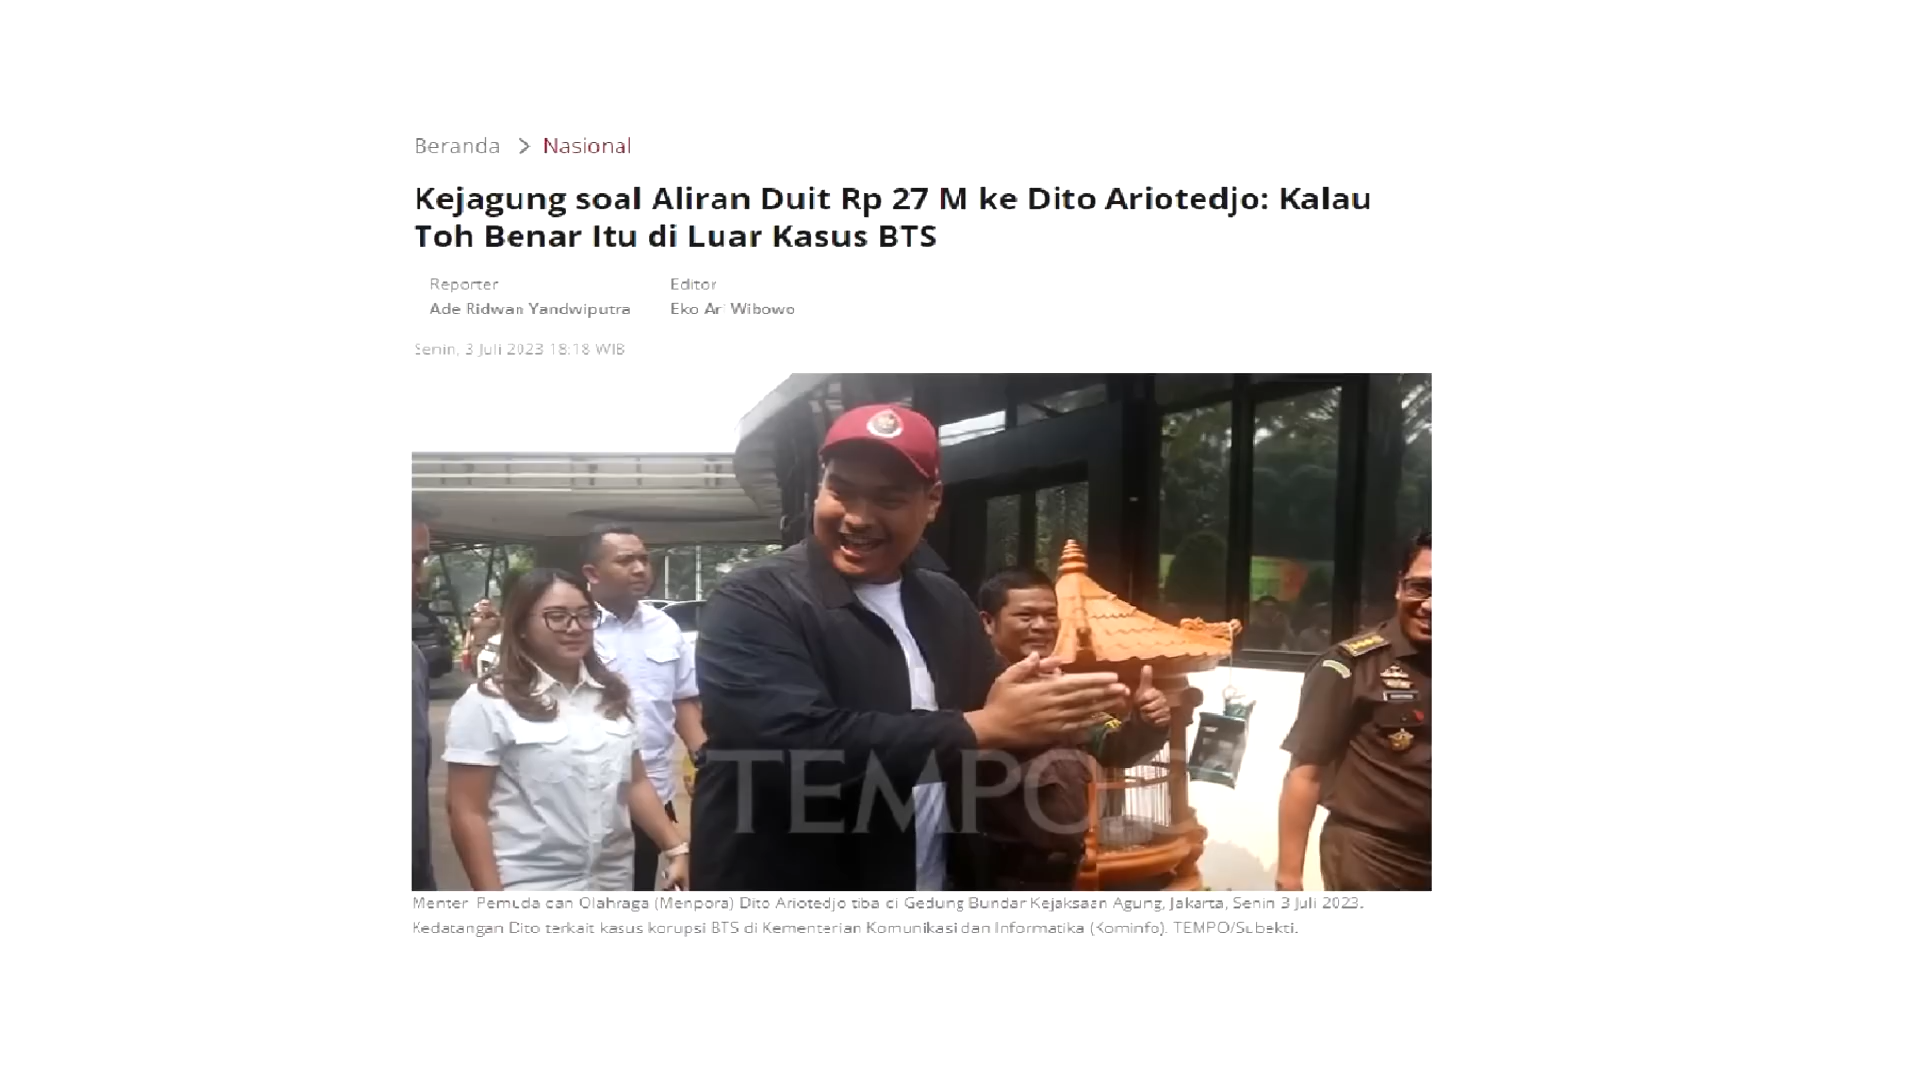 Beranda > Nasional
Kejagung soal Aliran Duit Rp 27 M ke Dito Ariotedjo: Kalau
Toh Benar Itu di Luar Kasus BTS
Reporter Editor
Ade Ridwan Yandwiputra Eko Ari Wibowo
Senin, 3 Juli 2023 18:18 WIB
TEMPO
Menteri Pemuda dan Olahraga (Menpora) Dito Ariotedjo tiba di Gedung Bundar Kejaksaan Agung, Jakarta, Senin 3 Juli 2023.
Kedatangan Dito terkait kasus korupsi BTS di Kementerian Komunikasi dan Informatika (Kominfo). TEMPO/Subekti.